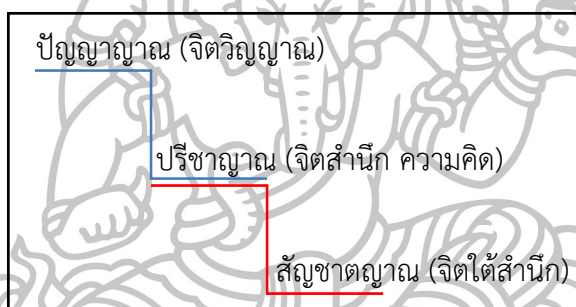 ปัญญาญาณ (จิตวิญญาณ)
ปรีชาญาณ (จิตสำนึก ความคิด)
สัญชาตญาณ (จิตใต้สำนึก)